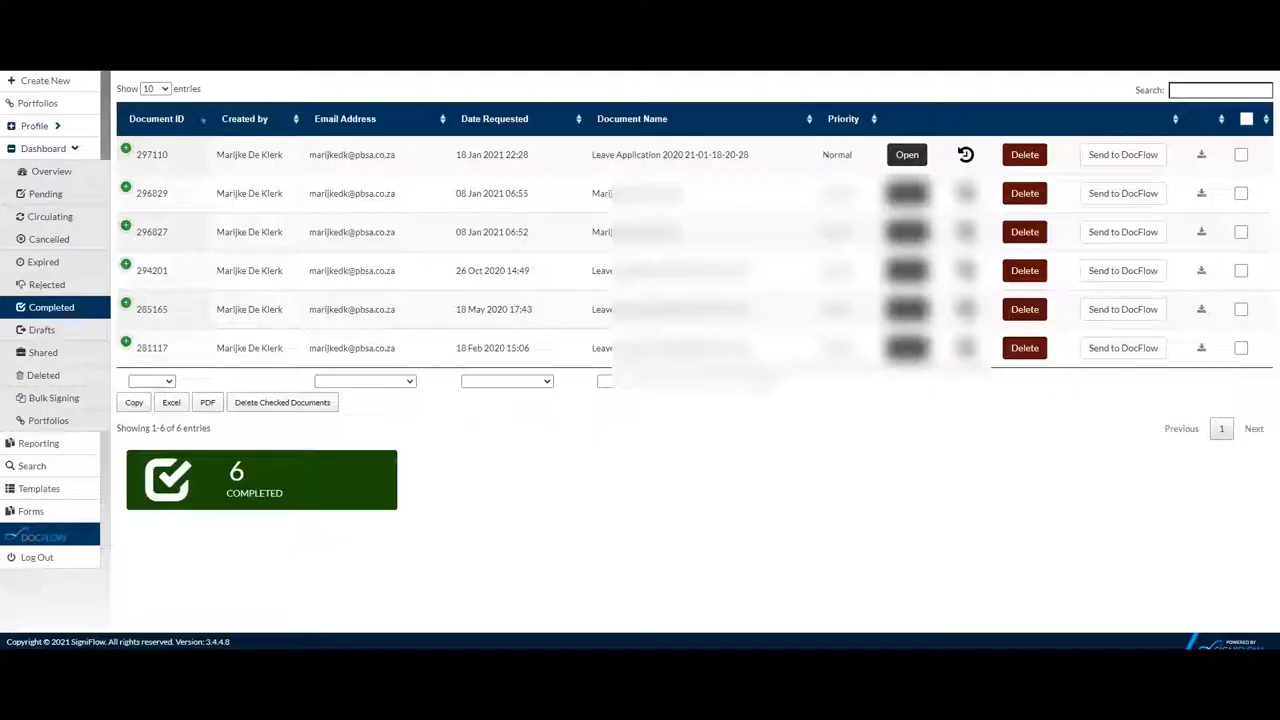 Create New
Show 10 entries
Search:
Portfolios
Profile
Document ID Created by Email Address Date Requested Document Name Priority
Dashboard
297110 Marijke De Klerk marijkedk@pbsa.co.za 18 Jan 2021 22:28 Leave Application 2020 21-01-18-20-28 Normal Open Delete Send to DocFlow
Overview
Pending
296829 Marijke De Klerk marijkedk@pbsa.co.za 08 Jan 2021 06:55 Delete Send to DocFlow
Circulating
296827 Marijke De Klerk marijkedk@pbsa.co.za 08 Jan 2021 06:52 Delete Send to DocFlow
Cancelled
Expired
294201 Marijke De Klerk marijkedk@pbsa.co.za 26 Oct 2020 14:49 Leave Delete Send to DocFlow
Rejected
Completed
285165 Marijke De Klerk marijkedk@pbsa.co.za 18 May 2020 17:43 Leave Delete Send to DocFlow
Drafts
281117 Marijke De Klerk marijkedk@pbsa.co.za 18 Feb 2020 15:06 Leave Delete Send to DocFlow
Shared
Deleted
Bulk Signing
Copy Excel PDF Delete Checked Documents
Portfolios
Showing 1-6 of 6 entries
Previous 1 Next
Reporting
Search
6
COMPLETED
Templates
Forms
DOCFLOW
Log Out
Copyright © 2021 SigniFlow. All rights reserved. Version: 3.4.4.8
POWERED BY